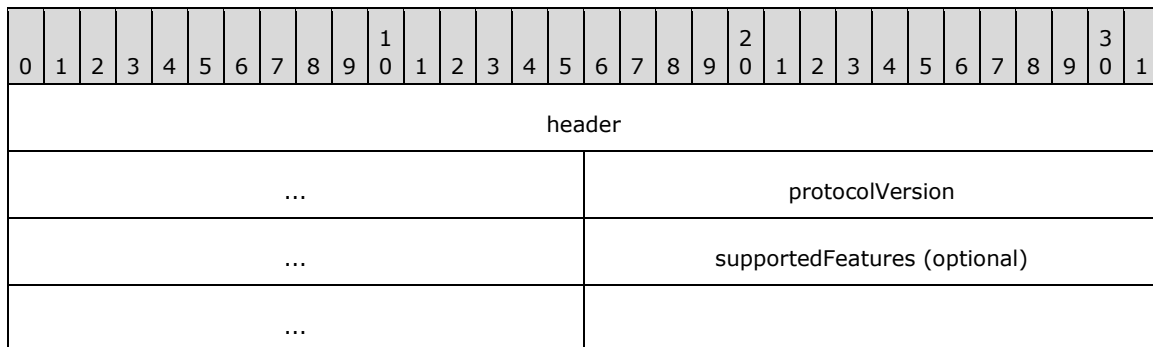 1 2 3
0 1 2 3 4 5 6 7 8 9 0 1 2 3 4 5 6 7 8 9 0 1 2 3 4 5 6 7 8 9 0 1
header
... protocolVersion
... supportedFeatures (optional)
...